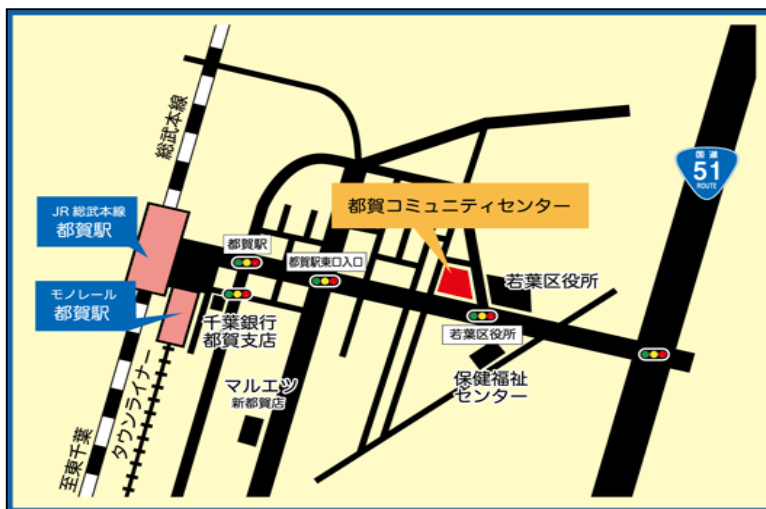 総武本線
国道
51
ROUTE
JR 総武本線
都賀駅
都賀コミュニティセンター
都賀駅
都賀駅東口入口
モノレール
都賀駅
若葉区役所
千葉銀行
都賀支店
若葉区役所
マルエツ
新都賀店
保健福祉
センター
タウンライナー
至東千葉